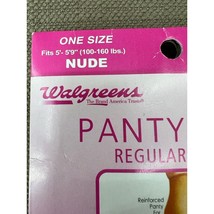 ONE SIZE
Fits 5'- 5'9" (100-160 lbs.)
NUDE
Walgreens
The Brand America Trusts
PANTY
REGULAR
Reinforced
Panty
For